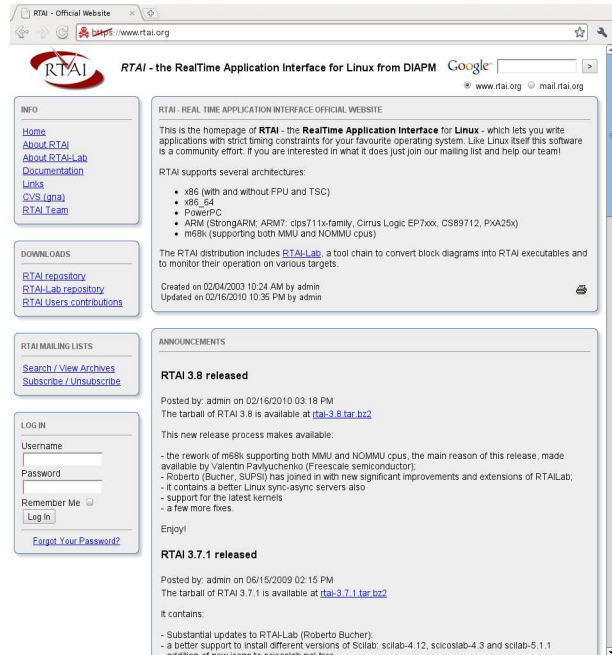 RTAI - Official Website
https://www.rtai.org
RTAI
RTAI - the RealTime Application Interface for Linux from DIAPM
Google
>
www.rtai.org mail.rtai.org
INFO
Home
About RTAI
About RTAI-Lab
Documentation
Links
CVS (gna)
RTAI Team
DOWNLOADS
RTAI repository
RTAI-Lab repository
RTAI Users contributions
RTAI MAILING LISTS
Search / View Archives
Subscribe / Unsubscribe
LOG IN
Username
Password
Remember Me
Log In
Forgot Your Password?
RTAI - REAL TIME APPLICATION INTERFACE OFFICIAL WEBSITE
This is the homepage of RTAI - the RealTime Application Interface for Linux - which lets you write
applications with strict timing constraints for your favourite operating system. Like Linux itself this software
is a community effort. If you are interested in what it does just join our mailing list and help our team!
RTAI supports several architectures:
• x86 (with and without FPU and TSC)
• x86_64
• PowerPC
• ARM (StrongARM; ARM7: clps711x-family, Cirrus Logic EP7xxx, CS89712, PXA25x)
• m68k (supporting both MMU and NOMMU cpus)
The RTAI distribution includes RTAI-Lab, a tool chain to convert block diagrams into RTAI executables and
to monitor their operation on various targets.
Created on 02/04/2003 10:24 AM by admin
Updated on 02/16/2010 10:35 PM by admin
ANNOUNCEMENTS
RTAI 3.8 released
Posted by: admin on 02/16/2010 03:18 PM
The tarball of RTAI 3.8 is available at rtai-3.8.tar.bz2
This new release process makes available:
- the rework of m68k supporting both MMU and NOMMU cpus, the main reason of this release, made
available by Valentin Pavlyuchenko (Freescale semiconductor);
- Roberto (Bucher, SUPSI) has joined in with new significant improvements and extensions of RTAILab;
- it contains a better Linux sync-async servers also
- support for the latest kernels
- a few more fixes.
Enjoy!
RTAI 3.7.1 released
Posted by: admin on 06/15/2009 02:15 PM
The tarball of RTAI 3.7.1 is available at rtai-3.7.1.tar.bz2
It contains:
- Substantial updates to RTAI-Lab (Roberto Bucher):
- a better support to install different versions of Scilab: scilab-4.12, scicoslab-4.3 and scilab-5.1.1